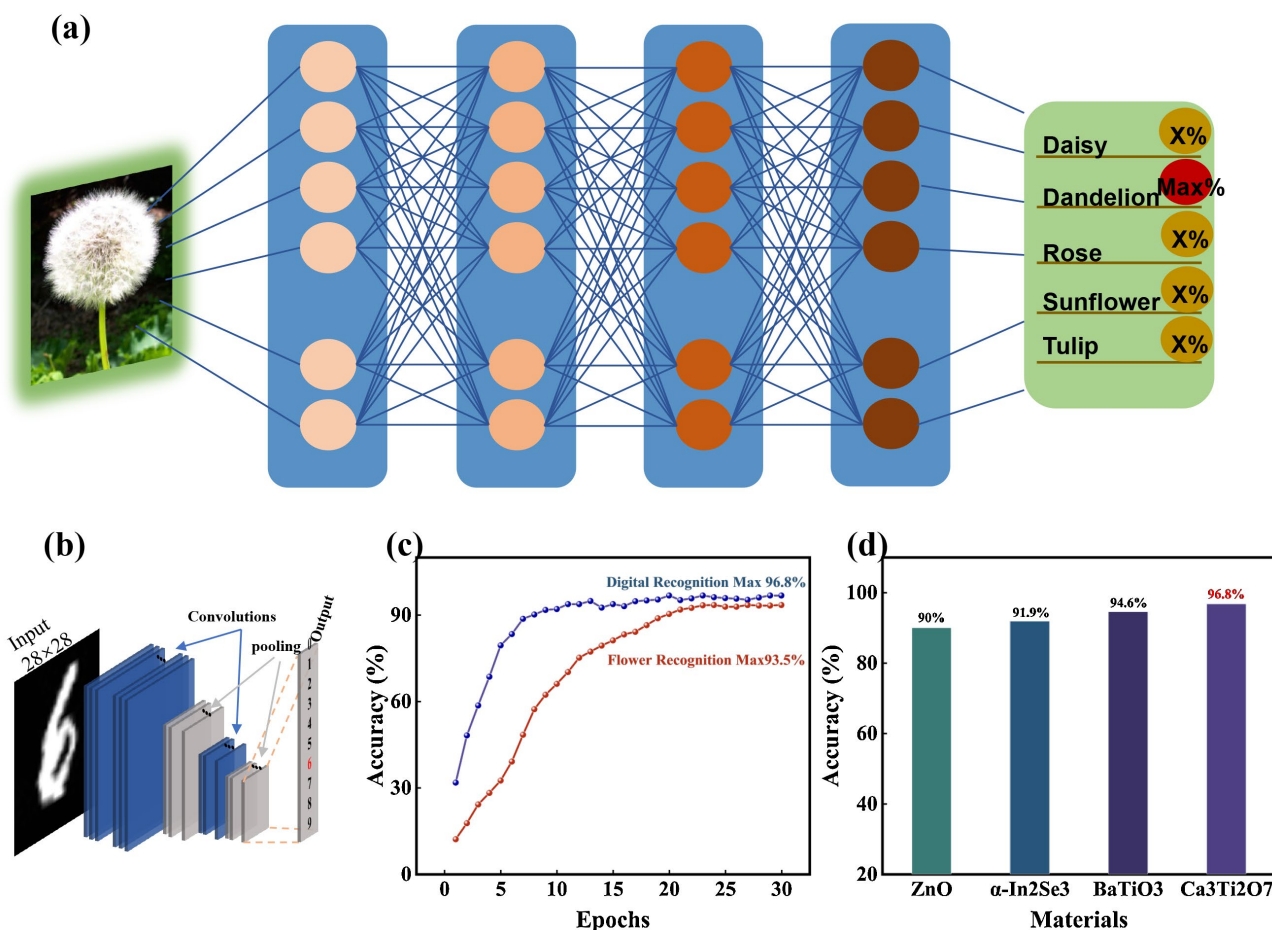 (a)
Daisy X%
Dandelion Max%
Rose X%
Sunflower X%
Tulip X%
(b)
Input
28×28
Convolutions
pooling
Output
1
2
3
4
5
6
7
8
9
(c)
Digital Recognition Max 96.8%
Flower Recognition Max93.5%
Accuracy (%)
90
60
30
0
0 5 10 15 20 25 30
Epochs
(d)
Accuracy (%)
100
80
60
40
20
90%
91.9%
94.6%
96.8%
ZnO α-In2Se3 BaTiO3 Ca3Ti2O7
Materials